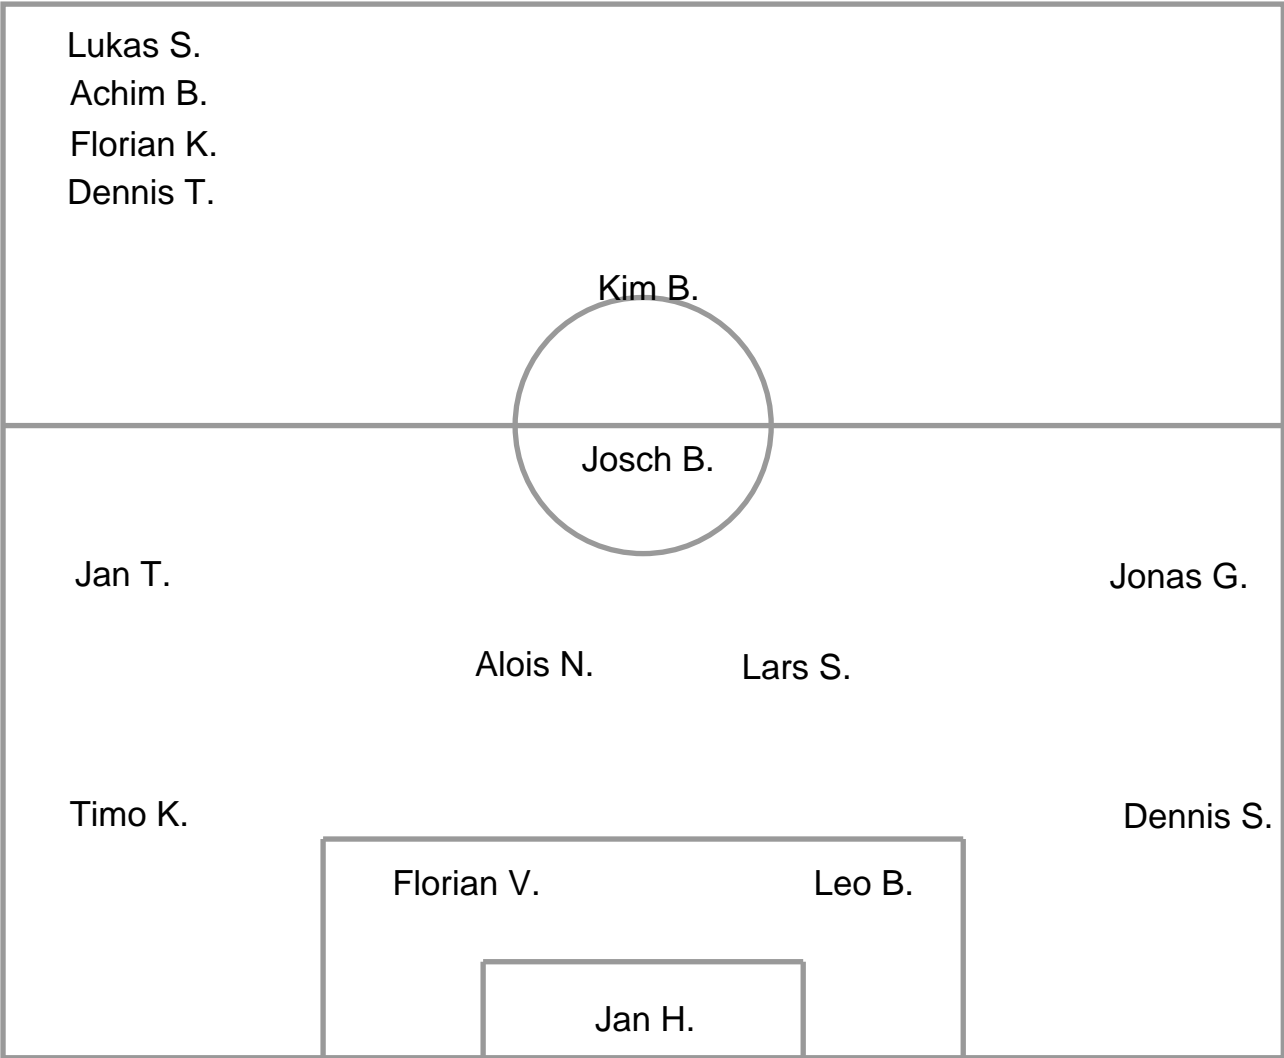 Lukas S.
Achim B.
Florian K.
Dennis T.
Kim B.
Josch B.
Jan T.
Jonas G.
Alois N.
Lars S.
Timo K.
Dennis S.
Florian V.
Leo B.
Jan H.